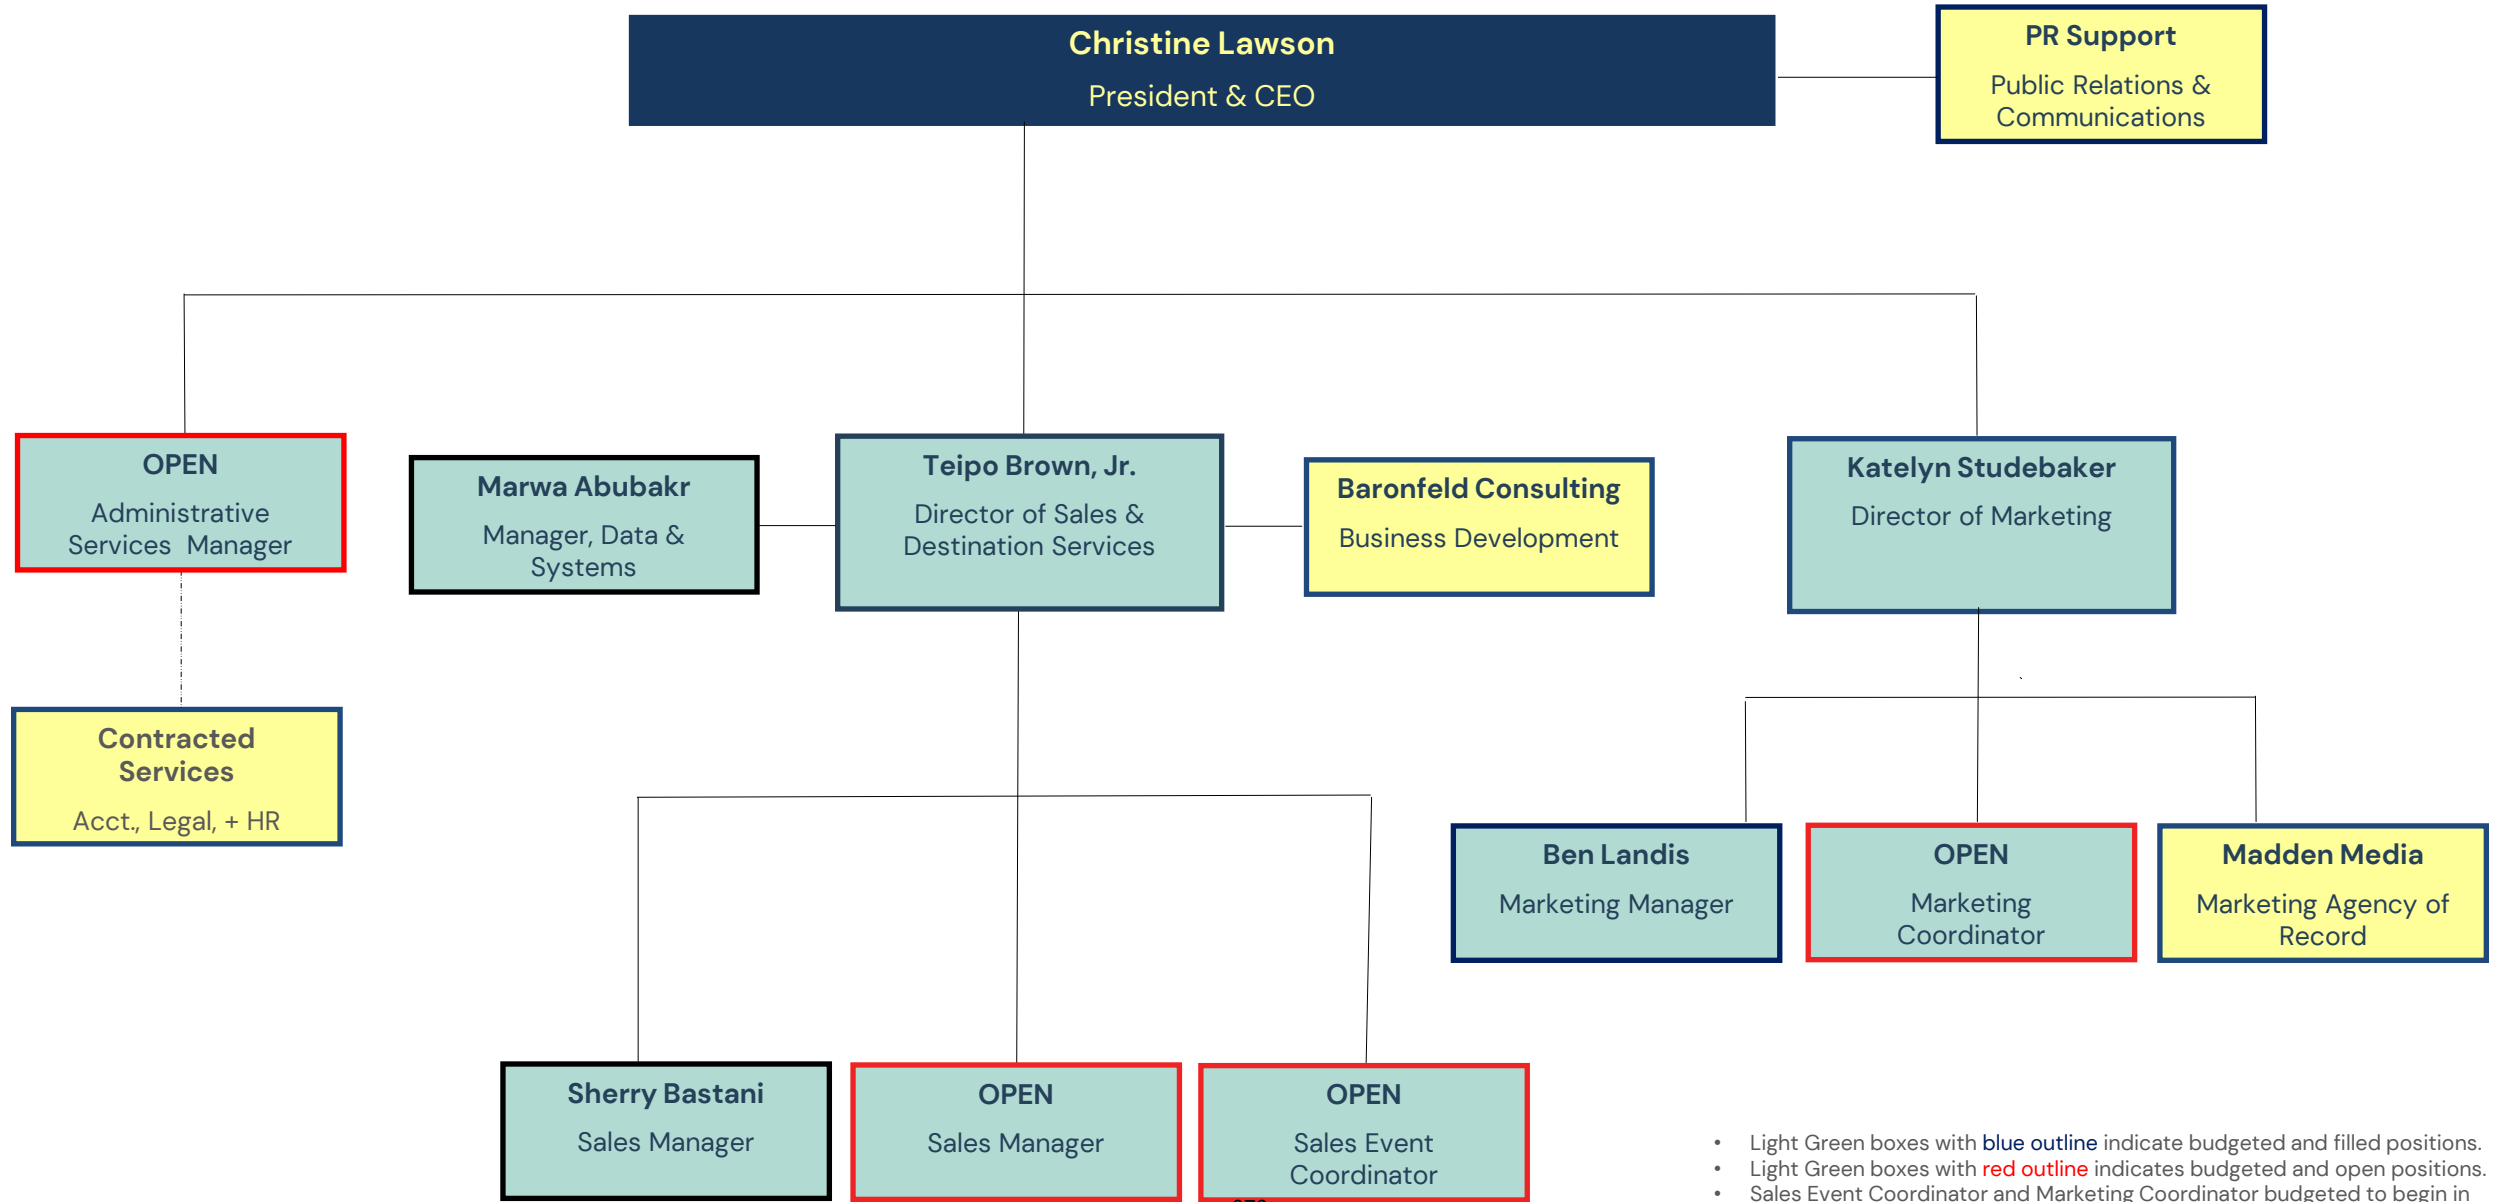 Christine Lawson
President & CEO
PR Support
Public Relations &
Communications
OPEN
Administrative
Services Manager
Marwa Abubakr
Manager, Data &
Systems
Teipo Brown, Jr.
Director of Sales &
Destination Services
Baronfeld Consulting
Business Development
Katelyn Studebaker
Director of Marketing
Contracted
Services
Acct., Legal, + HR
Ben Landis
Marketing Manager
OPEN
Marketing
Coordinator
Madden Media
Marketing Agency of
Record
Sherry Bastani
Sales Manager
OPEN
Sales Manager
OPEN
Sales Event
Coordinator
• Light Green boxes with blue outline indicate budgeted and filled positions.
• Light Green boxes with red outline indicates budgeted and open positions.
• Sales Event Coordinator and Marketing Coordinator budgeted to begin in